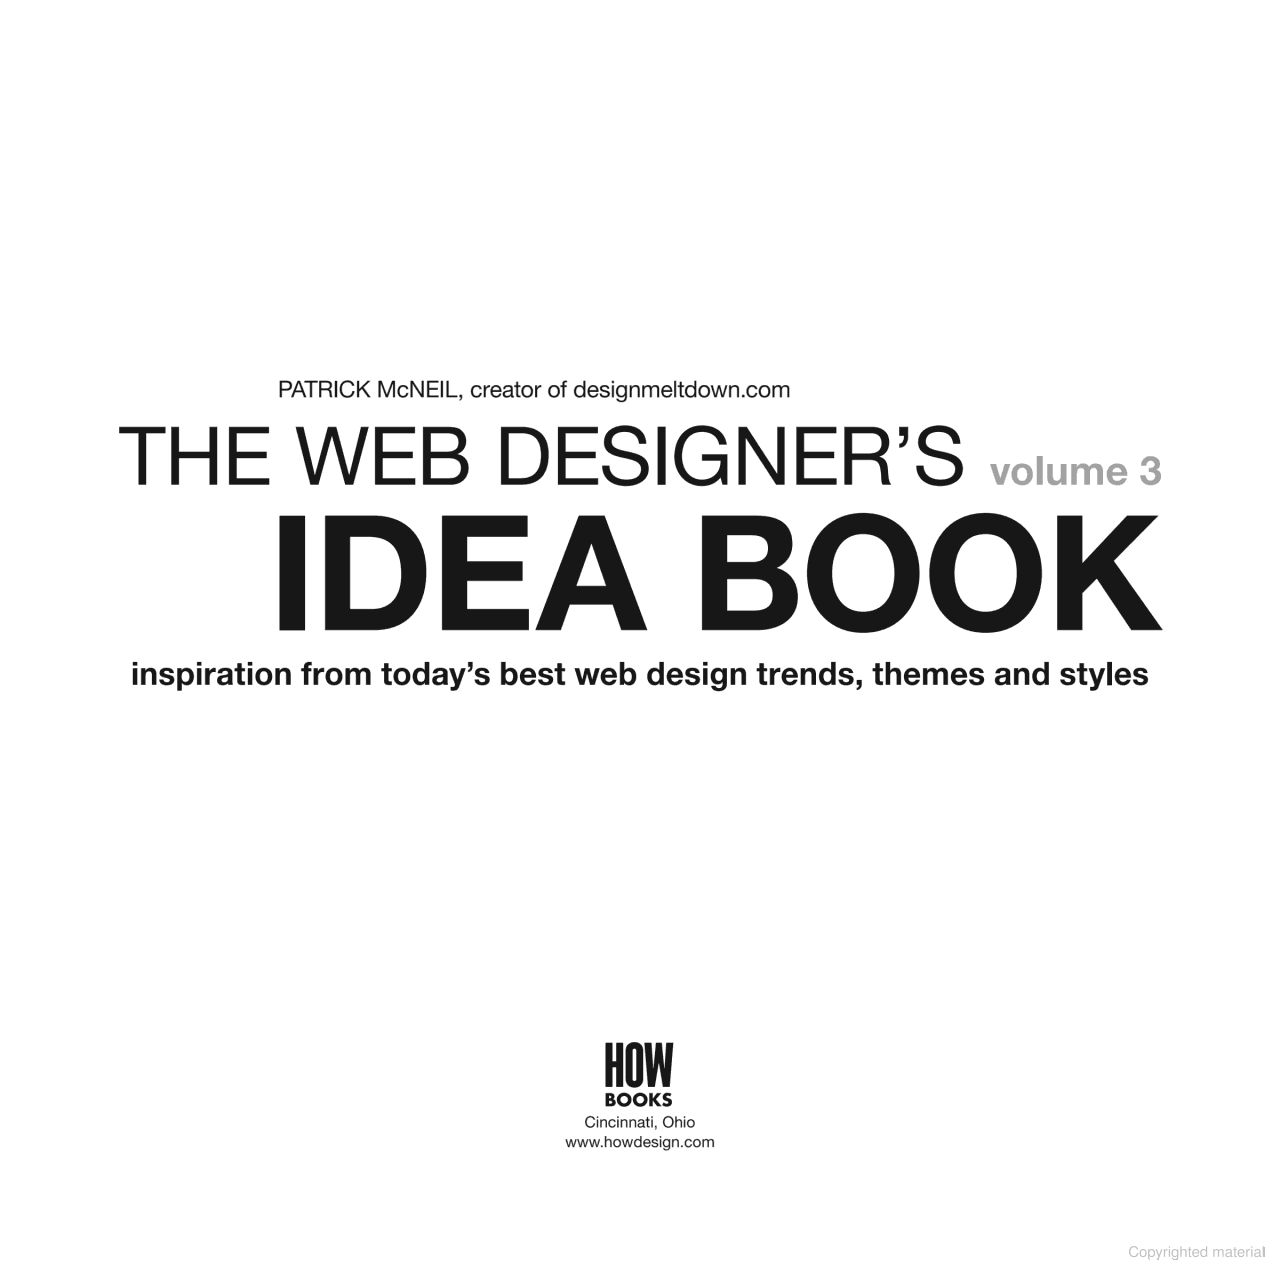 PATRICK McNEIL, creator of designmeltdown.com
THE WEB DESIGNER’S volume 3
IDEA BOOK
inspiration from today’s best web design trends, themes and styles
HOW
BOOKS
Cincinnati, Ohio
www.howdesign.com
Copyrighted material